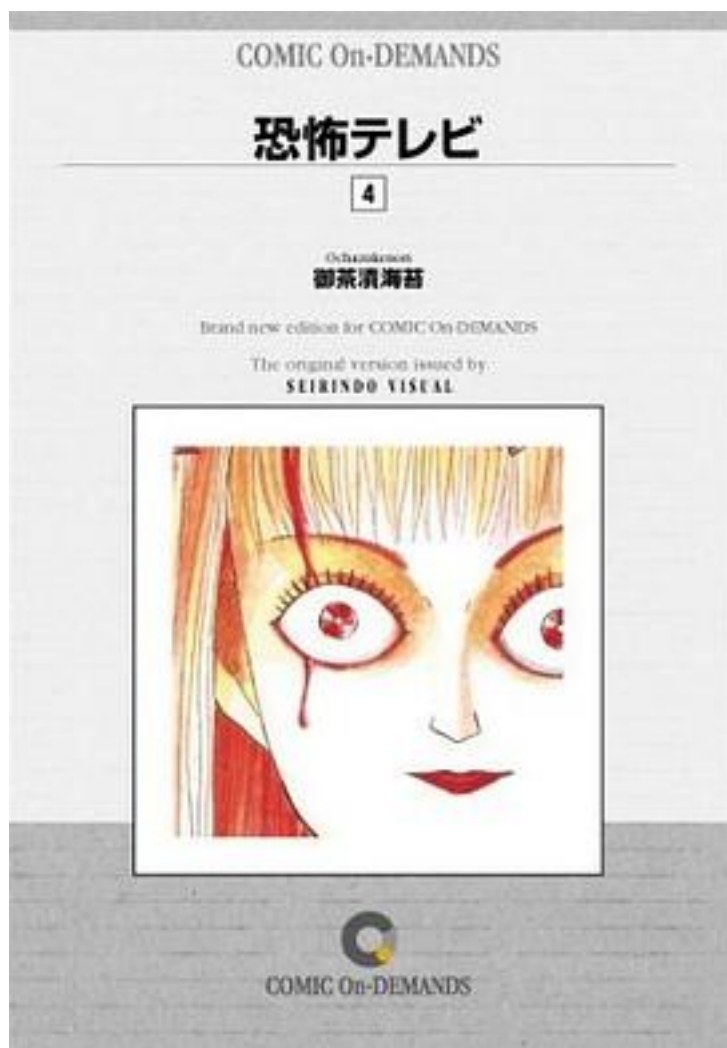 COMIC On-DEMANDS
恐怖テレビ
4
Ochazukenori
御茶漬海苔
Brand new edition for COMIC On-DEMANDS
The original version issued by
SEIRINDO VISUAL
COMIC On-DEMANDS